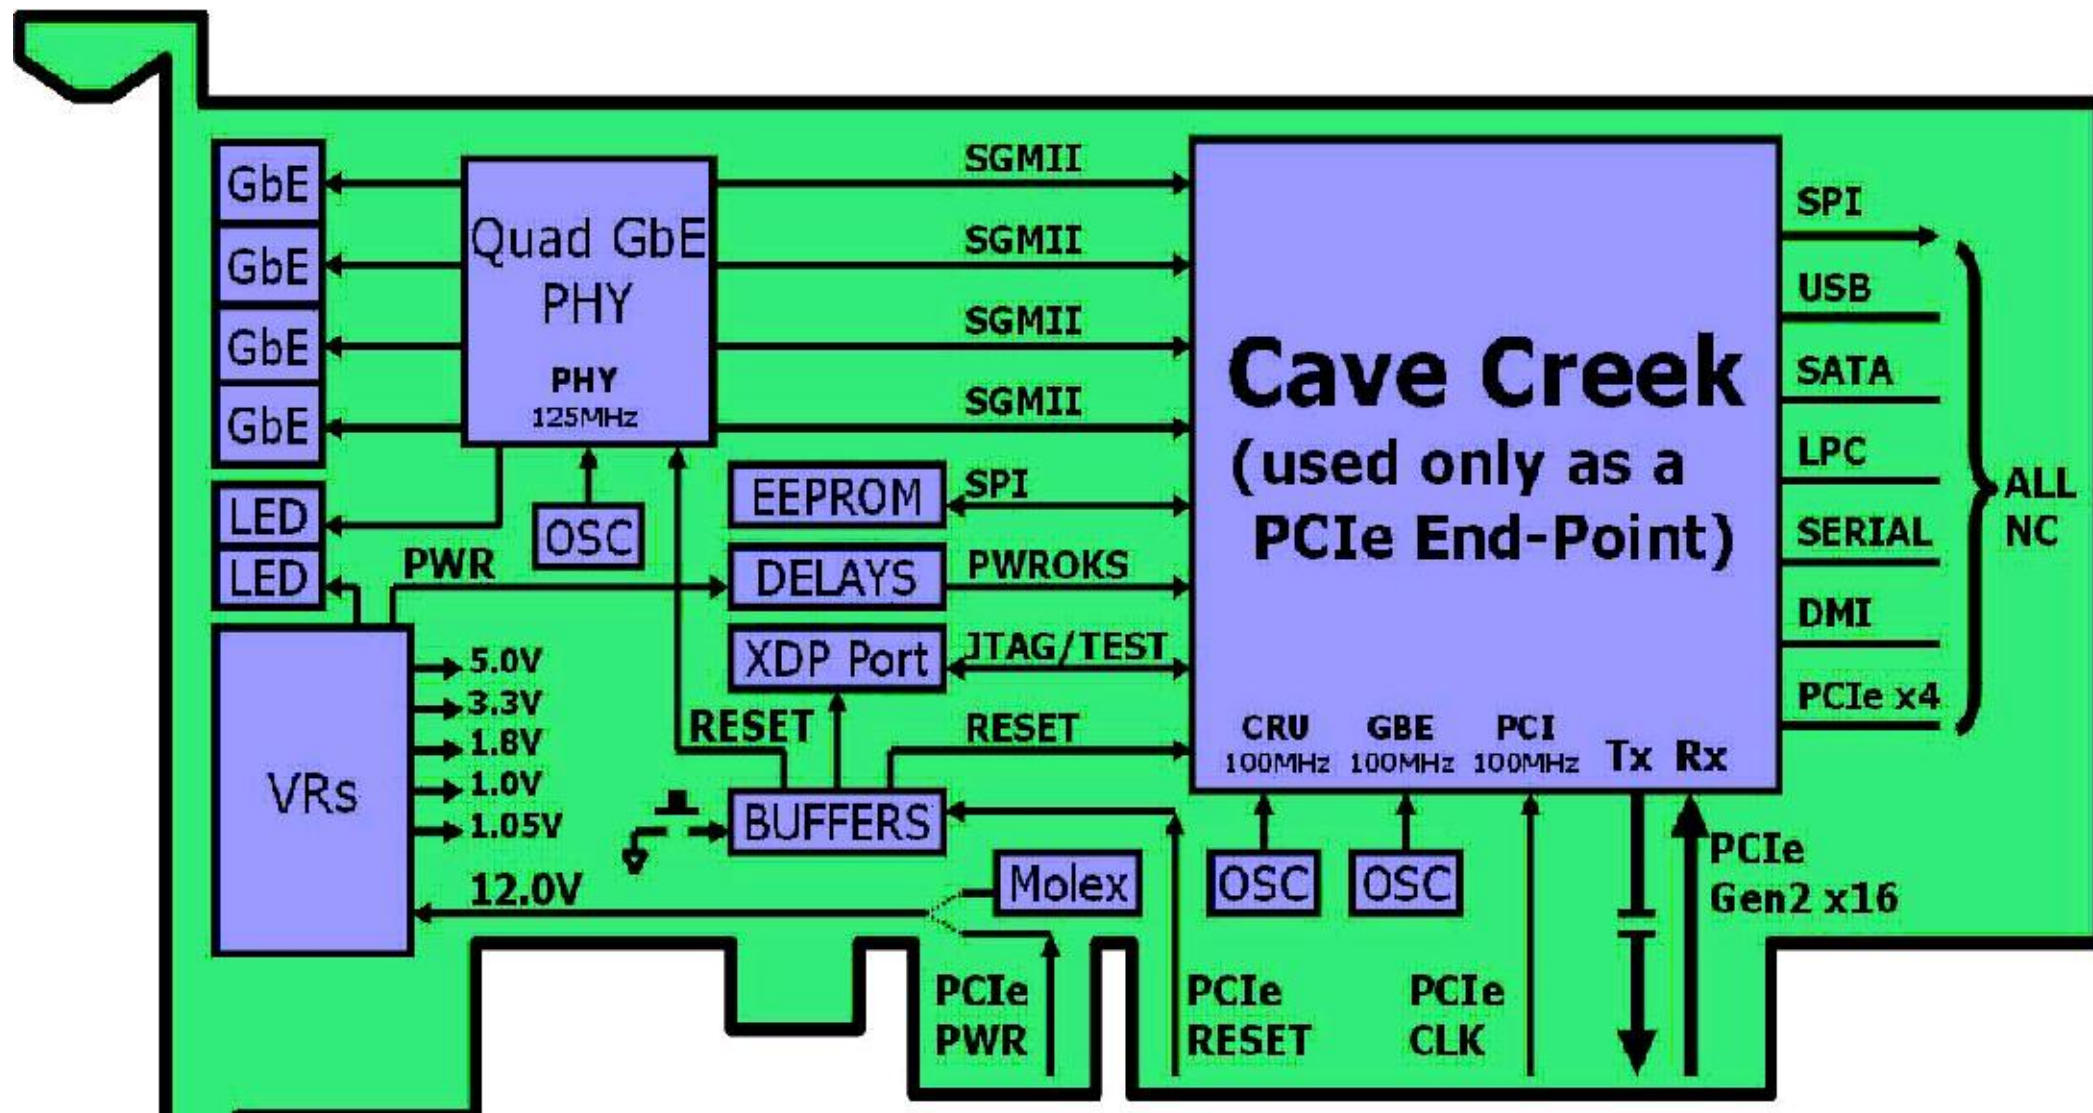 GbE
GbE
GbE
GbE
LED
LED
Quad GbE
PHY
PHY
125MHz
OSC
SGMII
SGMII
SGMII
SGMII
EEPROM
SPI
PWR
DELAYS
PWROKS
XDP Port
JTAG/TEST
RESET
RESET
BUFFERS
VRs
5.0V
3.3V
1.8V
1.0V
1.05V
12.0V
Molex
Cave Creek
(used only as a
PCIe End-Point)
CRU
100MHz
GBE
100MHz
PCI
100MHz
Tx Rx
OSC
OSC
PCIe
Gen2 x16
SPI
USB
SATA
LPC
SERIAL
DMI
PCIe x4
ALL
NC
PCIe
PWR
PCIe
RESET
PCIe
CLK